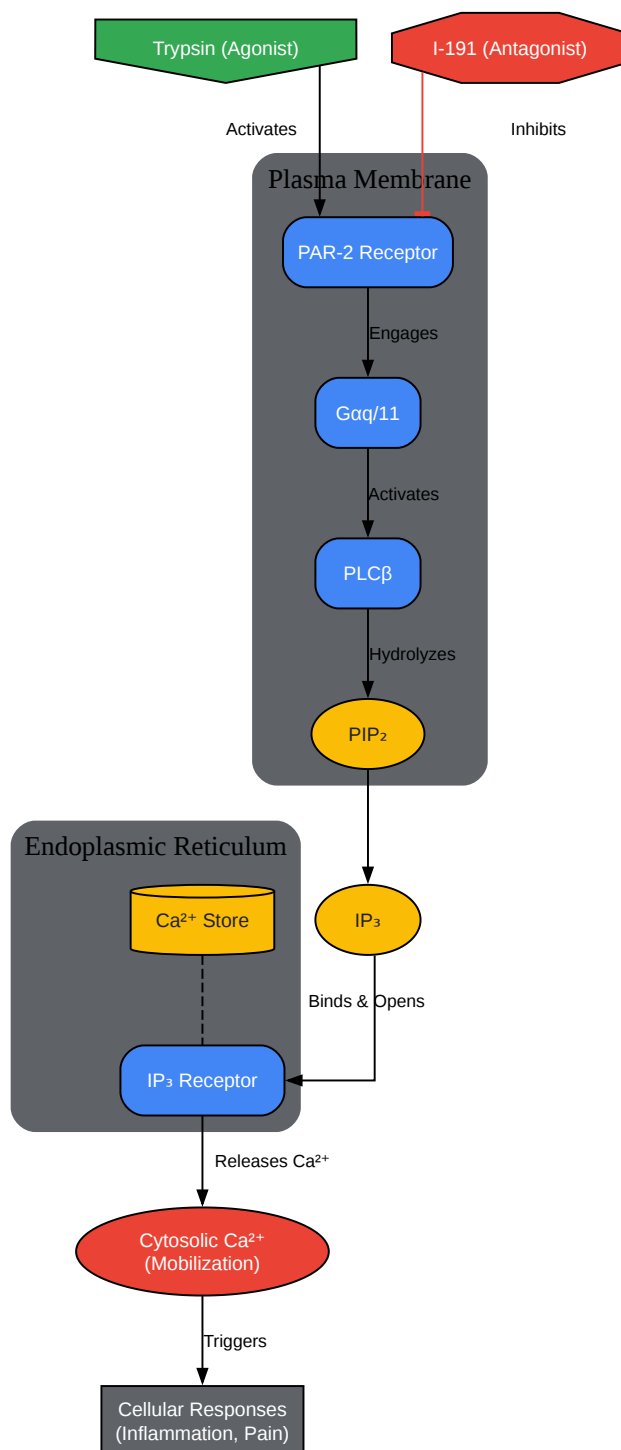 Trypsin (Agonist)
I-191 (Antagonist)
Activates
Inhibits
Plasma Membrane
PAR-2 Receptor
Engages
Gαq/11
Activates
PLCβ
Hydrolyzes
PIP₂
Endoplasmic Reticulum
Ca²⁺ Store
IP₃
Binds & Opens
IP₃ Receptor
Releases Ca²⁺
Cytosolic Ca²⁺
(Mobilization)
Triggers
Cellular Responses
(Inflammation, Pain)